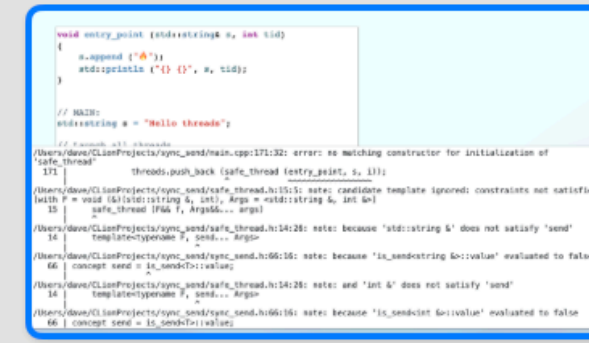 void entry_point (std::string& s, int tid)
{
s.append ("🔥");
std::println ("{} {}", s, tid);
}
// MAIN:
std::string s = "Hello threads";
// Launch all threads
/Users/dave/CLionProjects/sync_send/main.cpp:171:32: error: no matching constructor for initialization of
'safe_thread'
171 | threads.push_back (safe_thread (entry_point, s, i));
^
/Users/dave/CLionProjects/sync_send/safe_thread.h:15:5: note: candidate template ignored: constraints not satisfie
[with F = void (&)(std::string &, int), Args = <std::string &, int &>]
15 | safe_thread (F&& f, Args&&... args)
^
/Users/dave/CLionProjects/sync_send/safe_thread.h:14:26: note: because 'std::string &' does not satisfy 'send'
14 | template<typename F, send... Args>
^
/Users/dave/CLionProjects/sync_send/sync_send.h:66:16: note: because 'is_send<string &>::value' evaluated to false
66 | concept send = is_send<T>::value;
^
/Users/dave/CLionProjects/sync_send/safe_thread.h:14:26: note: and 'int &' does not satisfy 'send'
14 | template<typename F, send... Args>
^
/Users/dave/CLionProjects/sync_send/sync_send.h:66:16: note: because 'is_send<int &>::value' evaluated to false
66 | concept send = is_send<T>::value;